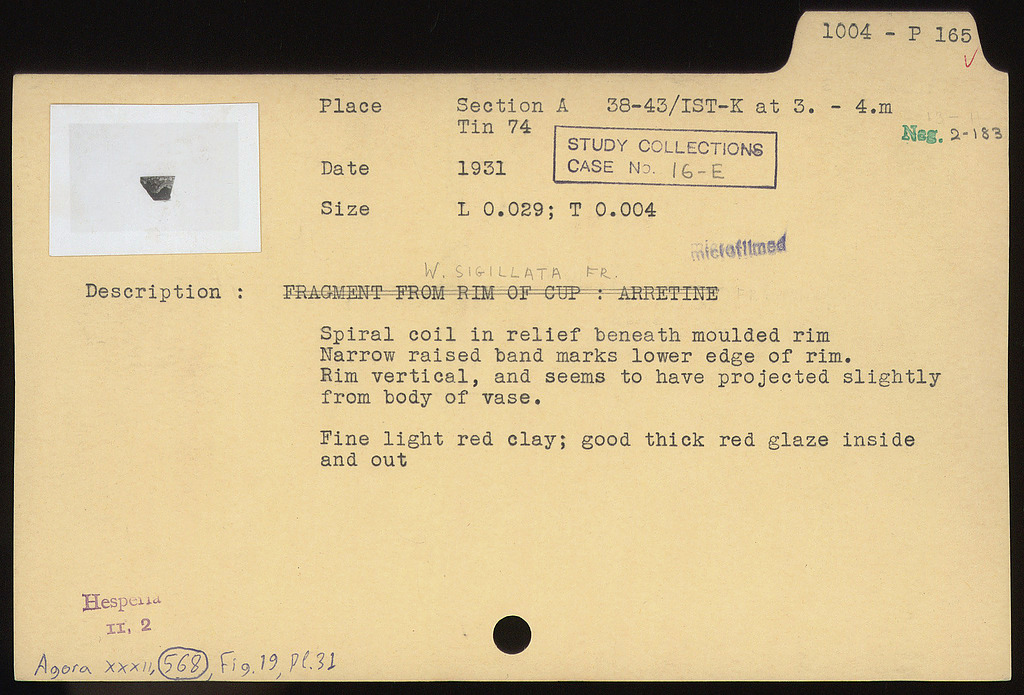 1004 - P 165
Place Section A 38-43/IST-K at 3. - 4.m
Tin 74
Neg. 2-183
STUDY COLLECTIONS
CASE No. 16-E
Date 1931
Size L 0.029; T 0.004
microfilmed
W. SIGILLATA FR.
Description : FRAGMENT FROM RIM OF CUP : ARRETINE
Spiral coil in relief beneath moulded rim
Narrow raised band marks lower edge of rim.
Rim vertical, and seems to have projected slightly
from body of vase.
Fine light red clay; good thick red glaze inside
and out
Hesperia
II, 2
Agora XXXII, 568, Fig. 19, Pl. 31